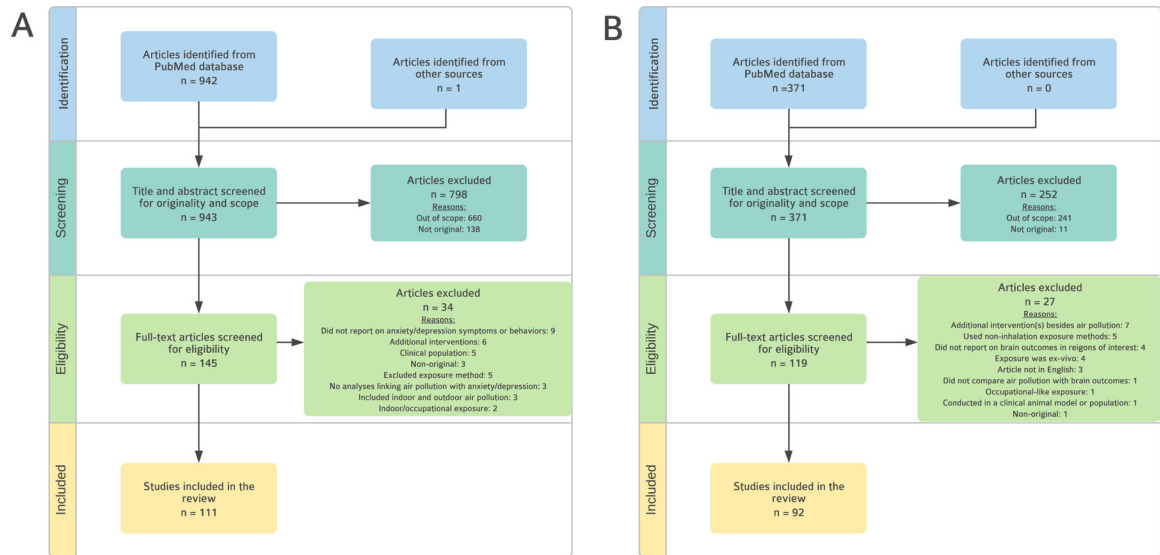 A
Identification
Articles identified from
PubMed database
n = 942
Articles identified from
other sources
n = 1
Screening
Title and abstract screened
for originality and scope
n = 943
Articles excluded
n = 798
Reasons:
Out of scope: 660
Not original: 138
Eligibility
Full-text articles screened
for eligibility
n = 145
Articles excluded
n = 34
Reasons:
Did not report on anxiety/depression symptoms or behaviors: 9
Additional interventions: 6
Clinical population: 5
Non-original: 3
Excluded exposure method: 5
No analyses linking air pollution with anxiety/depression: 3
Included indoor and outdoor air pollution: 3
Indoor/occupational exposure: 2
Included
Studies included in the
review
n = 111
B
Identification
Articles identified from
PubMed database
n =371
Articles identified from
other sources
n = 0
Screening
Title and abstract screened
for originality and scope
n = 371
Articles excluded
n = 252
Reasons:
Out of scope: 241
Not original: 11
Eligibility
Full-text articles screened
for eligibility
n = 119
Articles excluded
n = 27
Reasons:
Additional intervention(s) besides air pollution: 7
Used non-inhalation exposure methods: 5
Did not report on brain outcomes in reigons of interest: 4
Exposure was ex-vivo: 4
Article not in English: 3
Did not compare air pollution with brain outcomes: 1
Occupational-like exposure: 1
Conducted in a clinical animal model or population: 1
Non-original: 1
Included
Studies included in the
review
n = 92